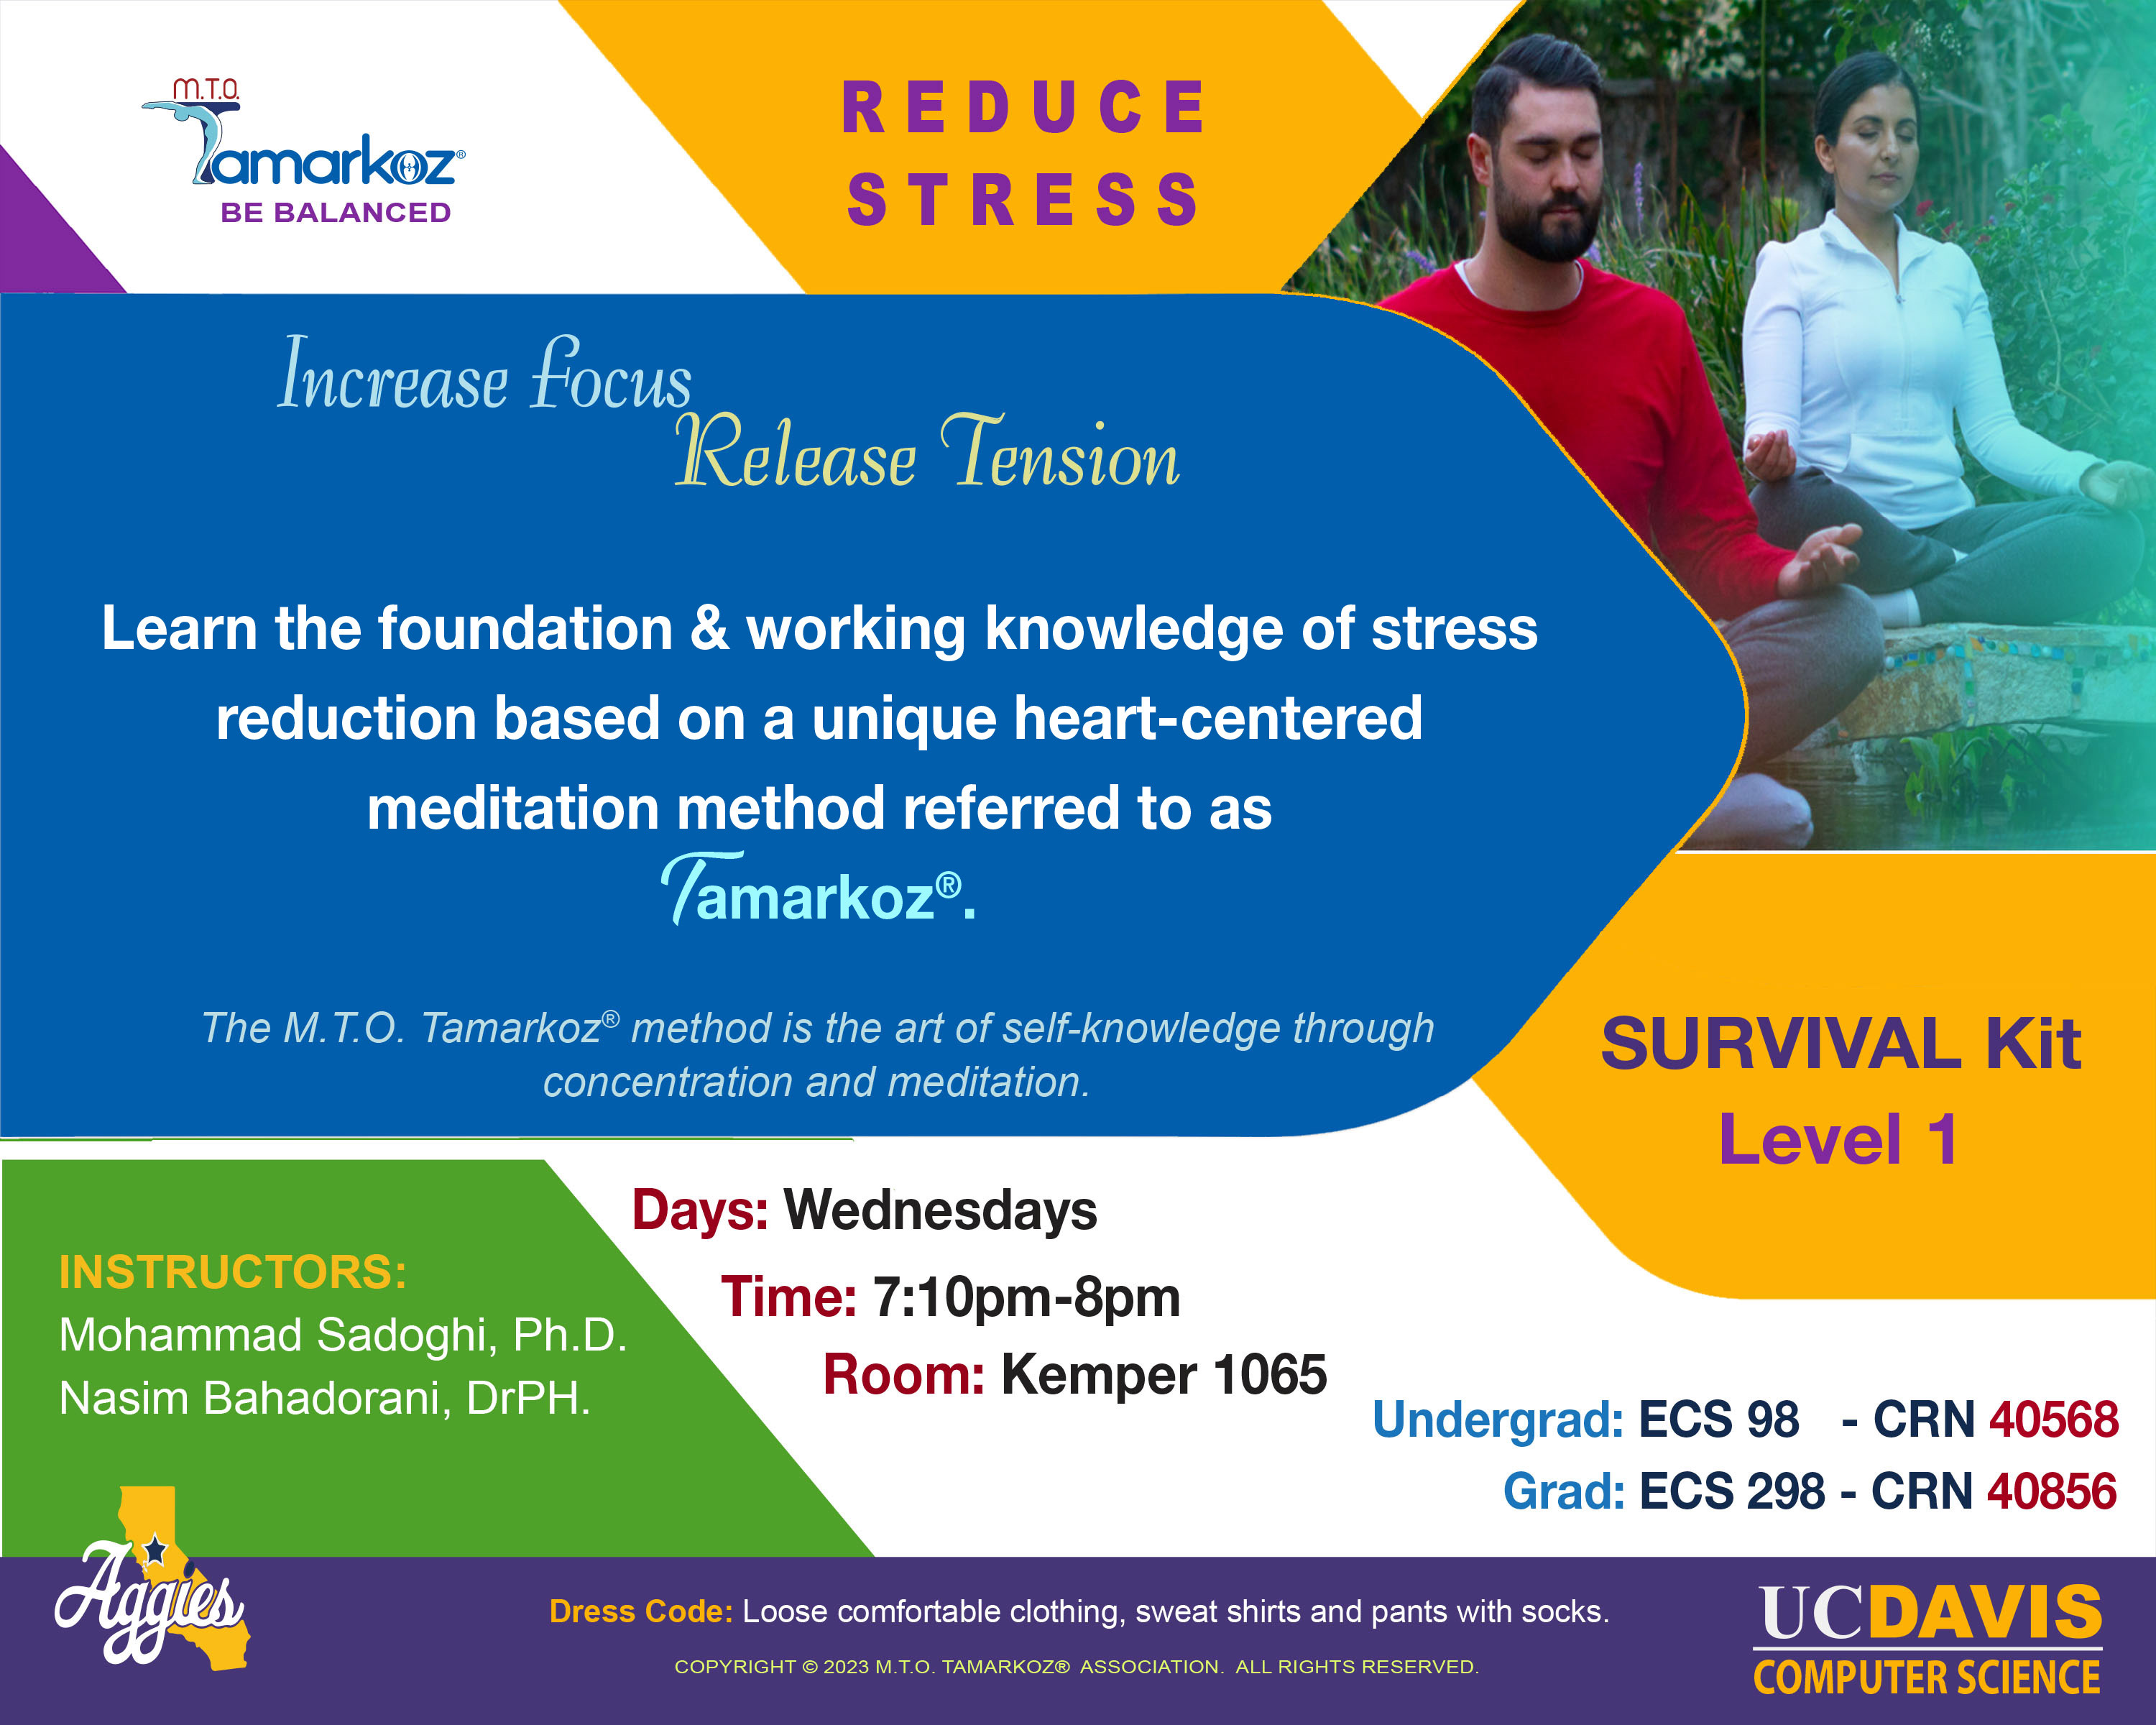 M.T.O.
Tamarkoz®
BE BALANCED
REDUCE
STRESS
Increase Focus
Release Tension
Learn the foundation & working knowledge of stress
reduction based on a unique heart-centered
meditation method referred to as
Tamarkoz®.
The M.T.O. Tamarkoz® method is the art of self-knowledge through
concentration and meditation.
SURVIVAL Kit
Level 1
INSTRUCTORS:
Mohammad Sadoghi, Ph.D.
Nasim Bahadorani, DrPH.
Days: Wednesdays
Time: 7:10pm-8pm
Room: Kemper 1065
Undergrad: ECS 98 - CRN 40568
Grad: ECS 298 - CRN 40856
Aggies
Dress Code: Loose comfortable clothing, sweat shirts and pants with socks.
COPYRIGHT © 2023 M.T.O. TAMARKOZ® ASSOCIATION. ALL RIGHTS RESERVED.
UCDAVIS
COMPUTER SCIENCE